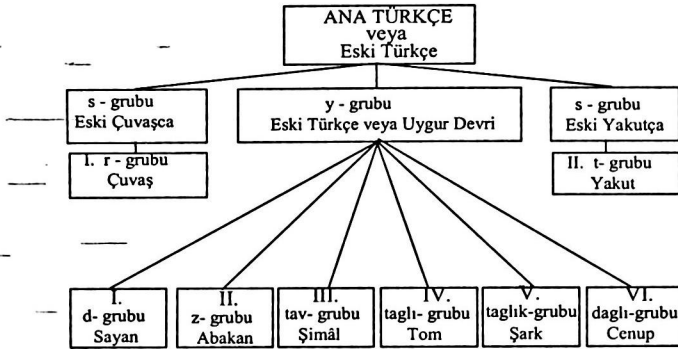 ANA TÜRKÇE
veya
Eski Türkçe
s - grubu
Eski Çuvaşca
y - grubu
Eski Türkçe veya Uygur Devri
s - grubu
Eski Yakutça
I. r - grubu
Çuvaş
II. t- grubu
Yakut
I.
d- grubu
Sayan
II.
z- grubu
Abakan
III.
tav- grubu
Şimâl
IV.
taglı- grubu
Tom
V.
taglık-grubu
Şark
VI.
daglı-grubu
Cenup